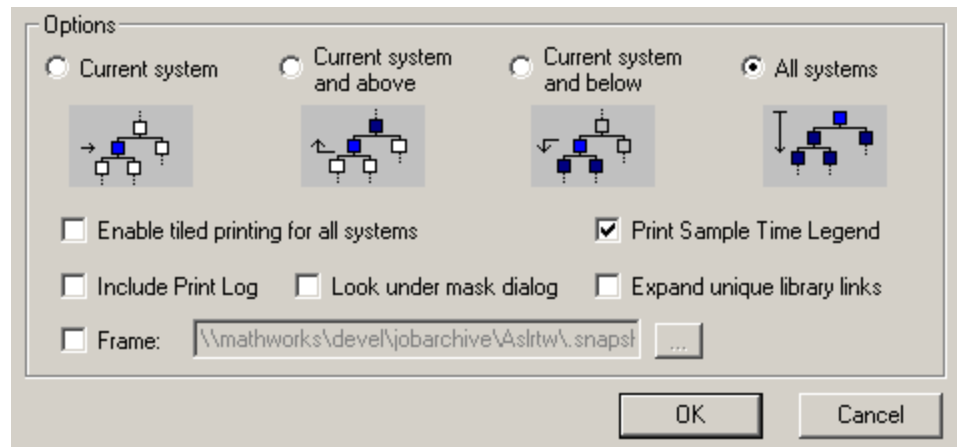 Options
Current system
Current system
and above
Current system
and below
All systems
Enable tiled printing for all systems
Print Sample Time Legend
Include Print Log
Look under mask dialog
Expand unique library links
Frame:
\\mathworks\devel\jobarchive\Aslrtw\.snapsh
...
OK
Cancel